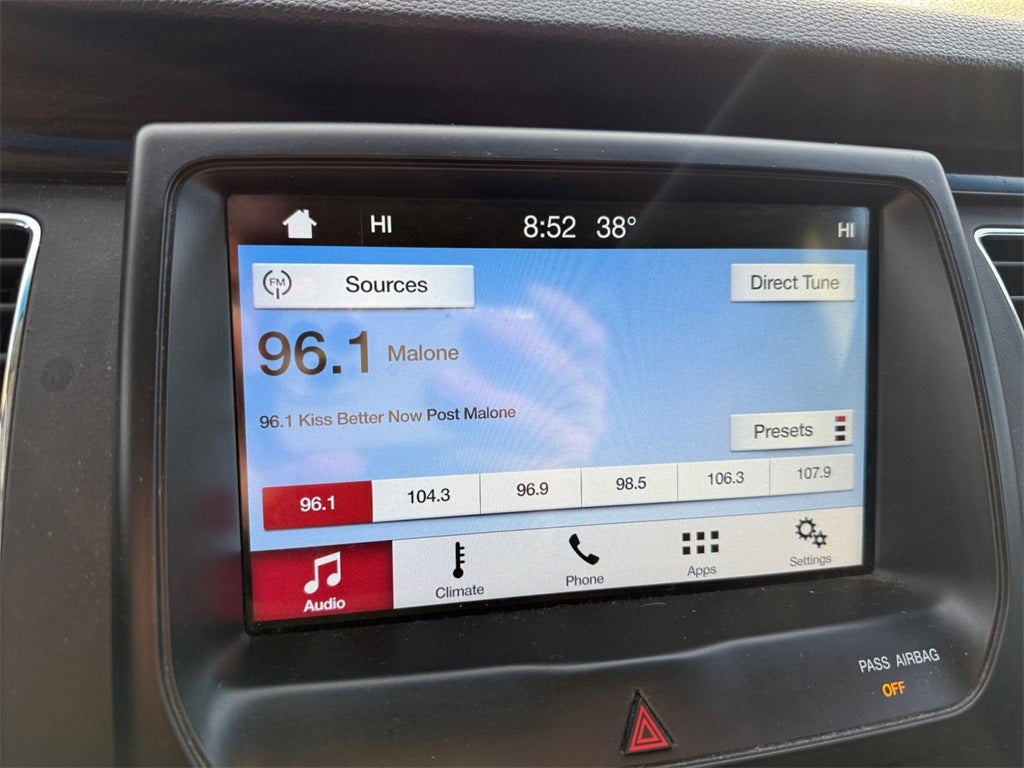 HI 8:52 38° HI
FM Sources Direct Tune
96.1 Malone
96.1 Kiss Better Now Post Malone
Presets
96.1 104.3 96.9 98.5 106.3 107.9
Audio Climate Phone Apps Settings
PASS AIRBAG
OFF